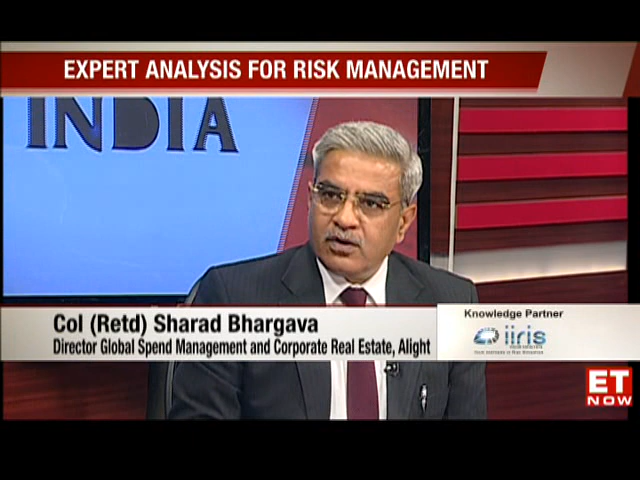 EXPERT ANALYSIS FOR RISK MANAGEMENT
INDIA
Col (Retd) Sharad Bhargava
Director Global Spend Management and Corporate Real Estate, Alight
Knowledge Partner
iiris
ET
NOW